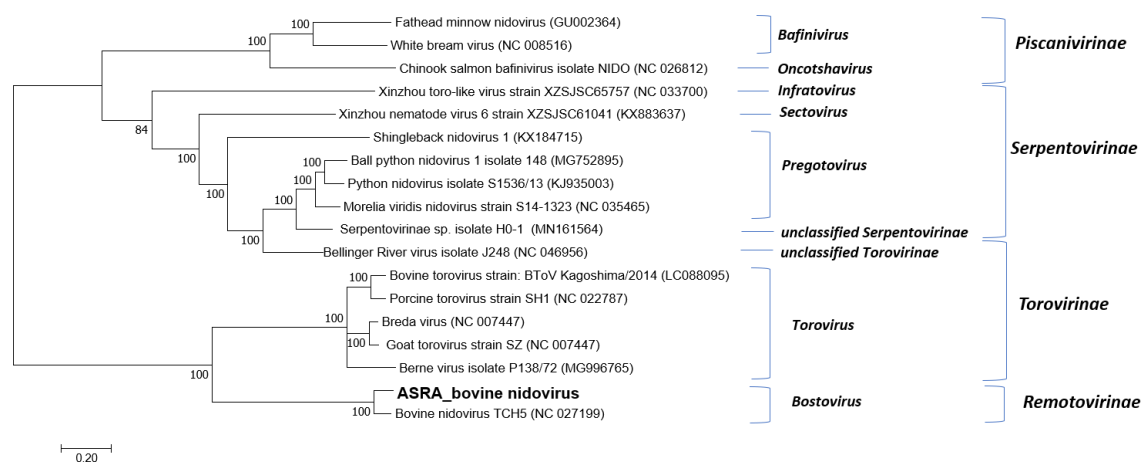 100
Fathead minnow nidovirus (GU002364)
100
White bream virus (NC 008516)
Bafinivirus
Piscanivirinae
Chinook salmon bafinivirus isolate NIDO (NC 026812)
Oncotshavirus
Xinzhou toro-like virus strain XZSJSC65757 (NC 033700)
Infratovirus
84
Xinzhou nematode virus 6 strain XZSJSC61041 (KX883637)
Sectovirus
100
Shingleback nidovirus 1 (KX184715)
Serpentovirinae
100
Ball python nidovirus 1 isolate 148 (MG752895)
Pregotovirus
100
Python nidovirus isolate S1536/13 (KJ935003)
100
100
Morelia viridis nidovirus strain S14-1323 (NC 035465)
Serpentovirinae sp. isolate H0-1 (MN161564)
unclassified Serpentovirinae
100
Bellinger River virus isolate J248 (NC 046956)
unclassified Torovirinae
100
Bovine torovirus strain: BToV Kagoshima/2014 (LC088095)
Porcine torovirus strain SH1 (NC 022787)
Torovirinae
100
Breda virus (NC 007447)
Torovirus
100
Goat torovirus strain SZ (NC 007447)
Berne virus isolate P138/72 (MG996765)
100
ASRA_bovine nidovirus
Bostovirus
Remotovirinae
100
Bovine nidovirus TCH5 (NC 027199)
0.20